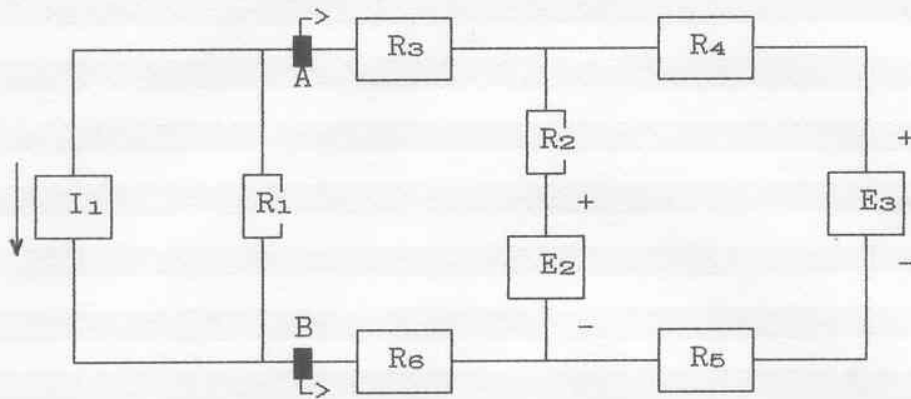 R3
R4
A
R2
+
+
I1
R1
E3
E2
-
B
-
R6
R5